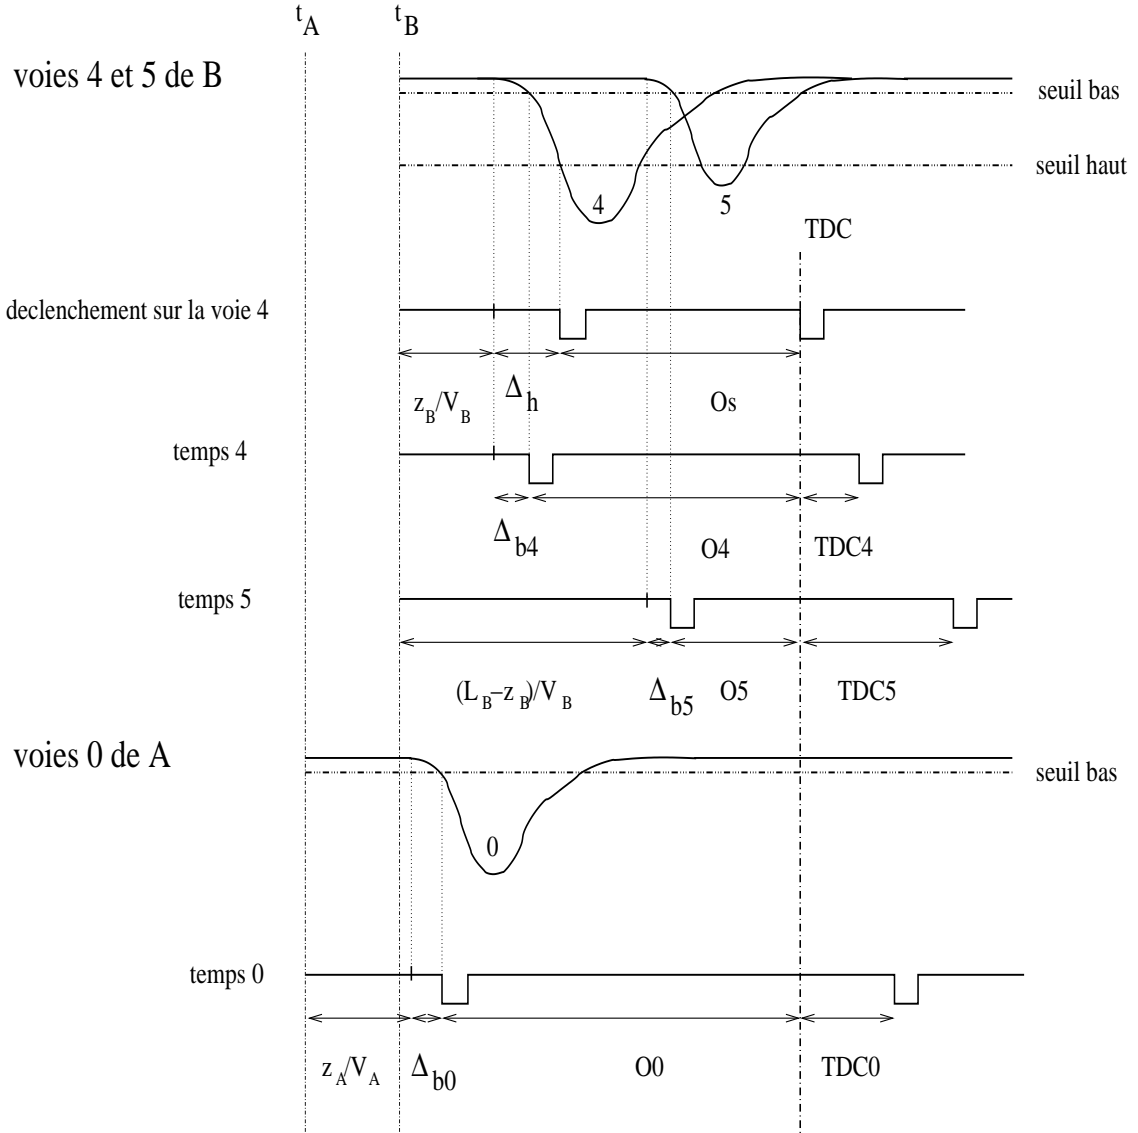 t_A t_B
voies 4 et 5 de B
seuil bas
seuil haut
4 5
TDC
declenchement sur la voie 4
z_B/V_B Δ_h Os
temps 4
Δ_b4 O4 TDC4
temps 5
(L_B-z_B)/V_B Δ_b5 O5 TDC5
voies 0 de A
seuil bas
0
temps 0
z_A/V_A Δ_b0 O0 TDC0